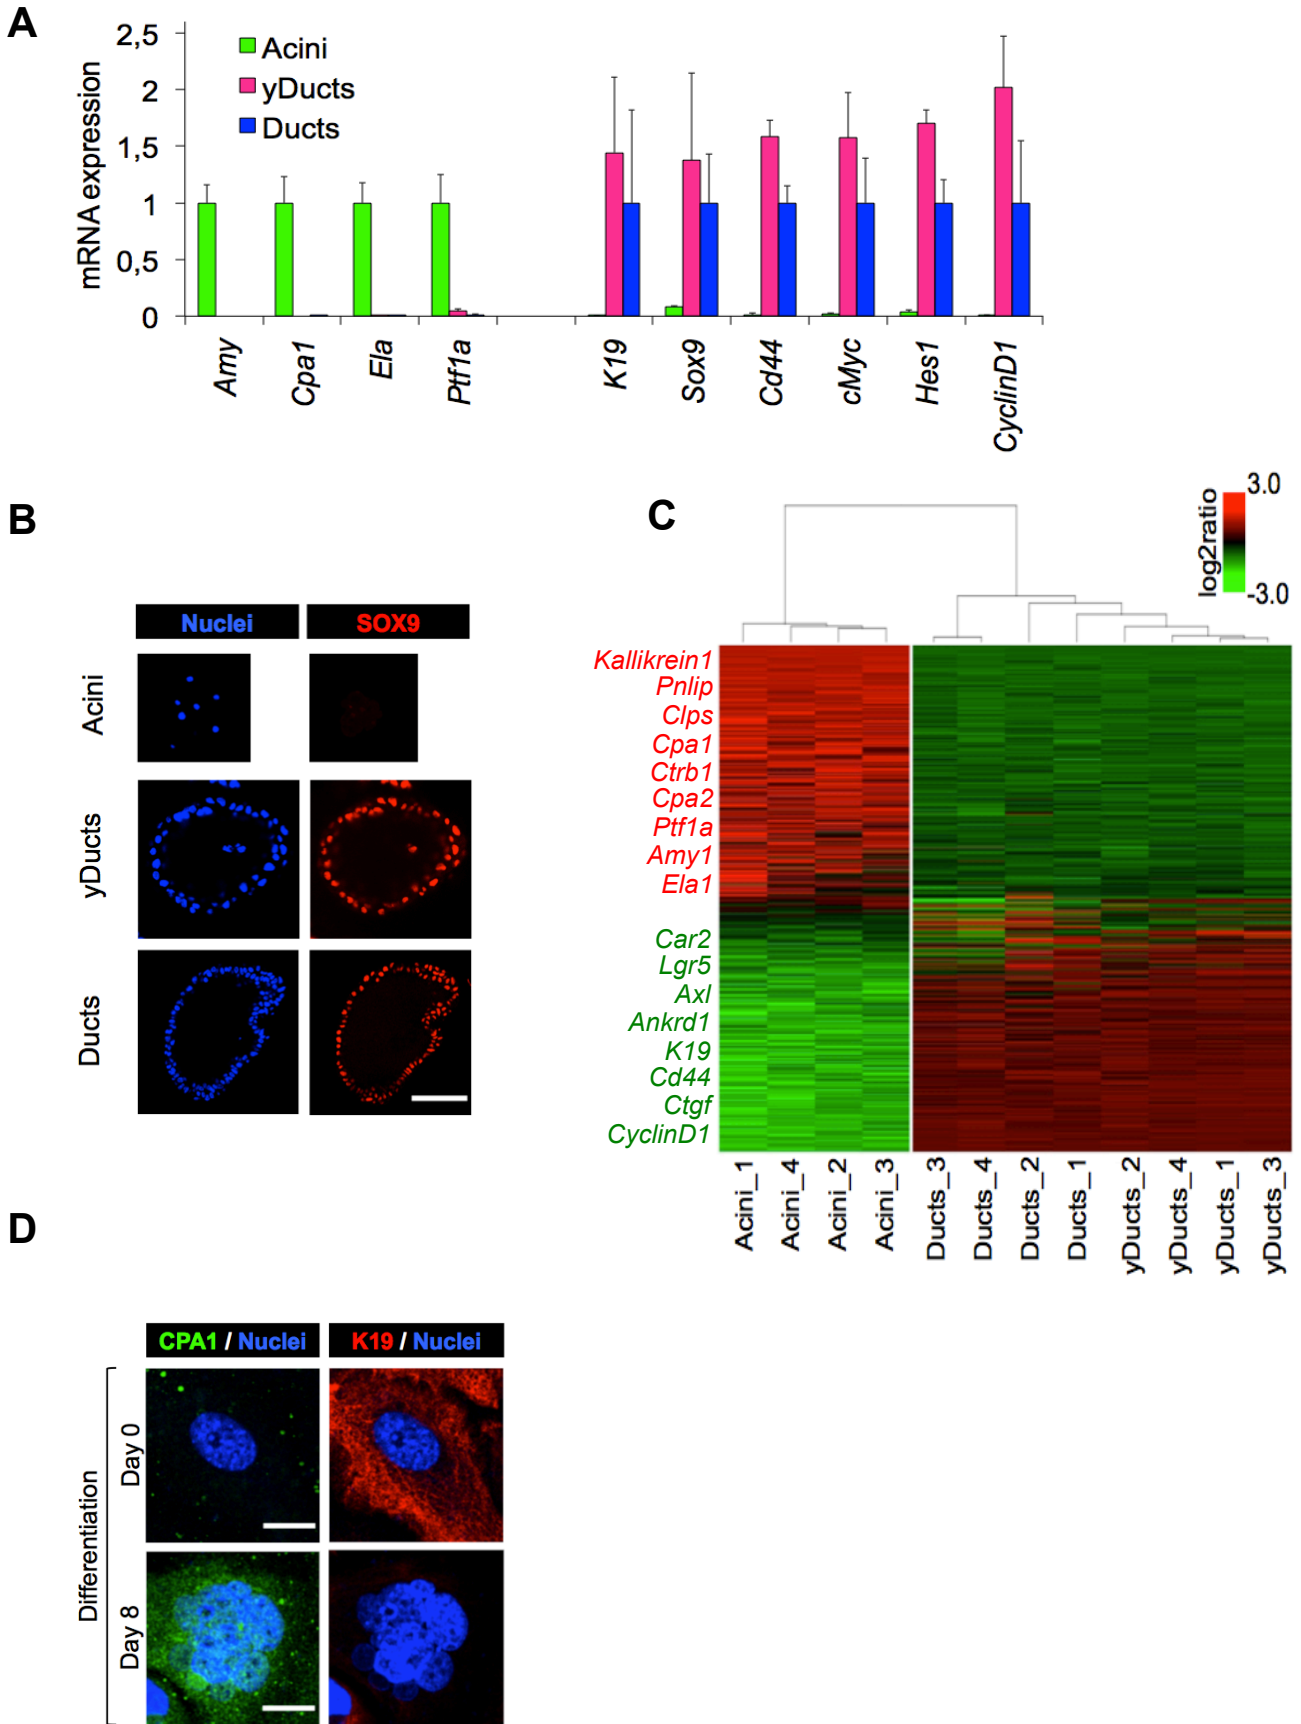 A
mRNA expression
2,5
2
1,5
1
0,5
0
Acini
yDucts
Ducts
Amy
Cpa1
Ela
Ptf1a
K19
Sox9
Cd44
cMyc
Hes1
CyclinD1
B
Nuclei
SOX9
Acini
yDucts
Ducts
C
log2ratio
3.0
-3.0
Kallikrein1
Pnlip
Clps
Cpa1
Ctrb1
Cpa2
Ptf1a
Amy1
Ela1
Car2
Lgr5
Axl
Ankrd1
K19
Cd44
Ctgf
CyclinD1
Acini_1
Acini_4
Acini_2
Acini_3
Ducts_3
Ducts_4
Ducts_2
Ducts_1
yDucts_2
yDucts_4
yDucts_1
yDucts_3
D
CPA1 / Nuclei
K19 / Nuclei
Differentiation
Day 0
Day 8